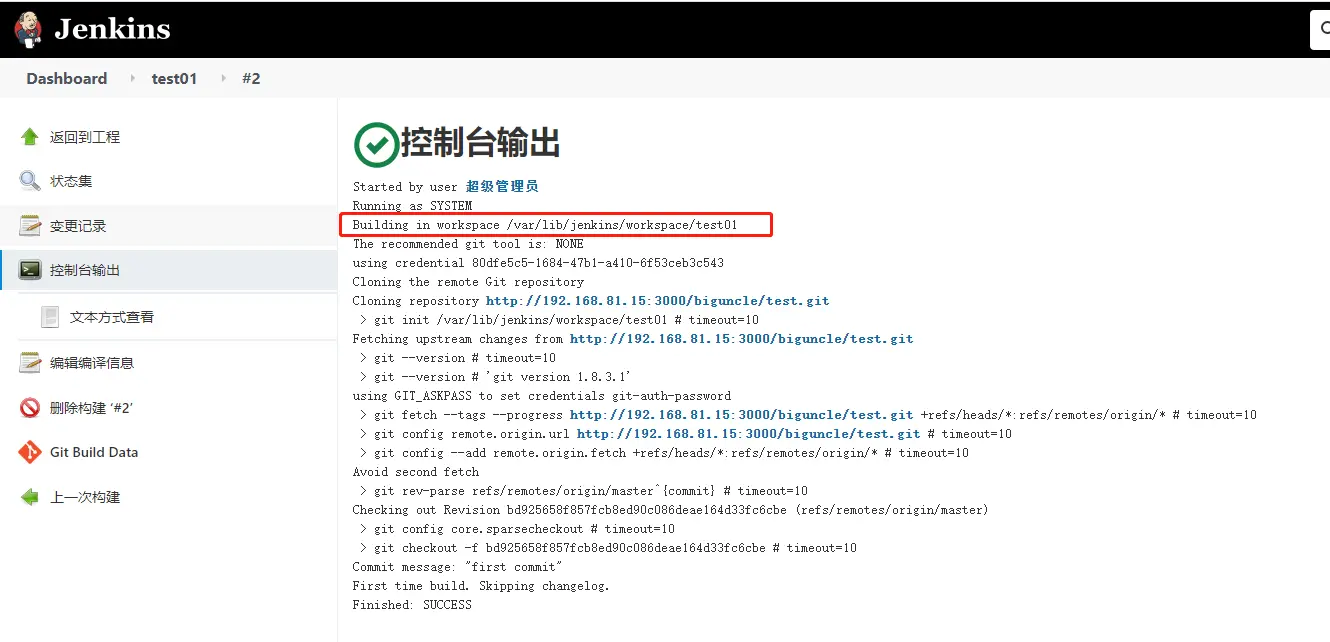 Jenkins
Dashboard test01 #2
返回到工程
状态集
变更记录
控制台输出
文本方式查看
编辑编译信息
删除构建 ‘#2’
Git Build Data
上一次构建
控制台输出
Started by user 超级管理员
Running as SYSTEM
Building in workspace /var/lib/jenkins/workspace/test01
The recommended git tool is: NONE
using credential 80dfe5c5-1684-47b1-a410-6f53ceb3c543
Cloning the remote Git repository
Cloning repository http://192.168.81.15:3000/biguncle/test.git
> git init /var/lib/jenkins/workspace/test01 # timeout=10
Fetching upstream changes from http://192.168.81.15:3000/biguncle/test.git
> git --version # timeout=10
> git --version # 'git version 1.8.3.1'
using GIT_ASKPASS to set credentials git-auth-password
> git fetch --tags --progress http://192.168.81.15:3000/biguncle/test.git +refs/heads/*:refs/remotes/origin/* # timeout=10
> git config remote.origin.url http://192.168.81.15:3000/biguncle/test.git # timeout=10
> git config --add remote.origin.fetch +refs/heads/*:refs/remotes/origin/* # timeout=10
Avoid second fetch
> git rev-parse refs/remotes/origin/master^{commit} # timeout=10
Checking out Revision bd925658f857fcb8ed90c086deae164d33fc6cbe (refs/remotes/origin/master)
> git config core.sparsecheckout # timeout=10
> git checkout -f bd925658f857fcb8ed90c086deae164d33fc6cbe # timeout=10
Commit message: "first commit"
First time build. Skipping changelog.
Finished: SUCCESS